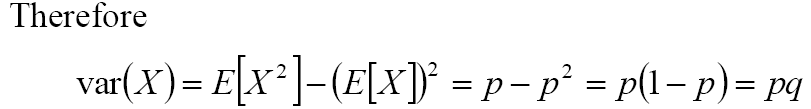 Therefore
var(X) = E[X²] – (E[X])² = p – p² = p(1 – p) = pq